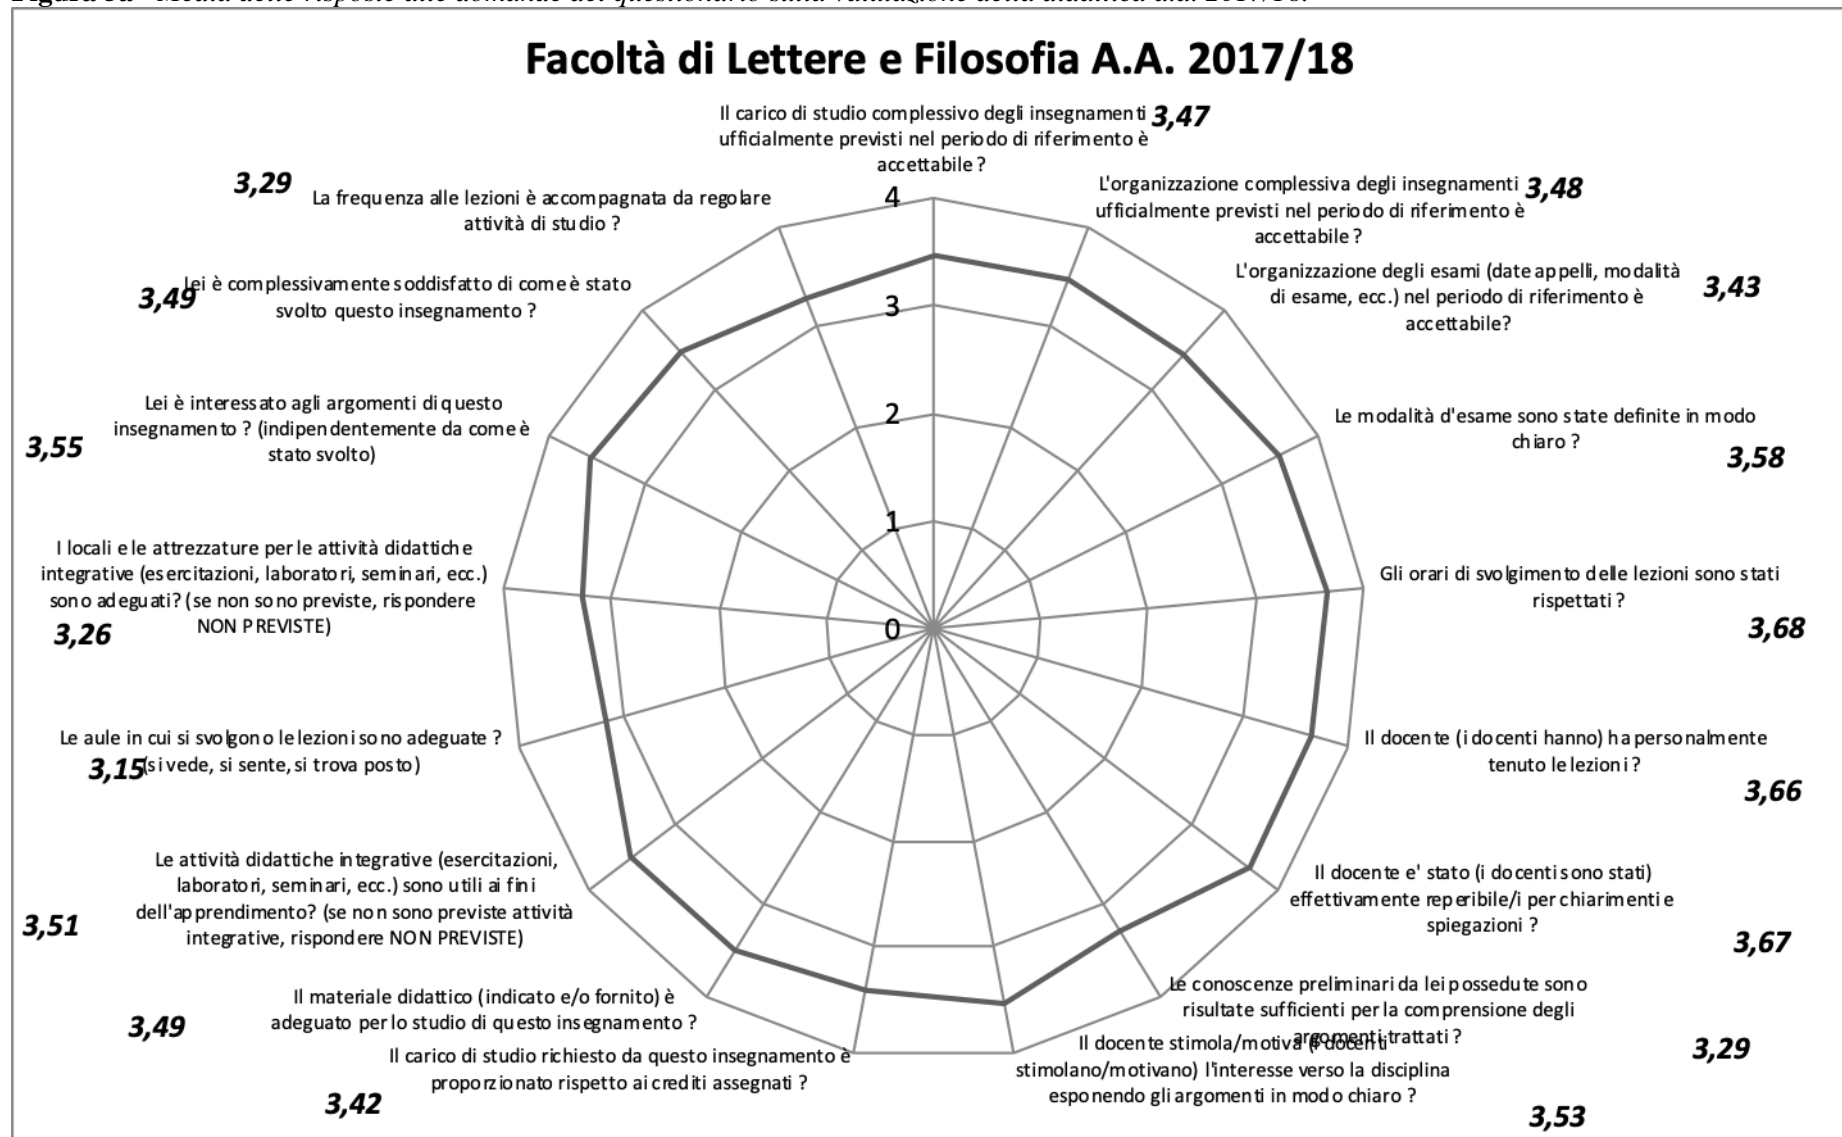 Facoltà di Lettere e Filosofia A.A. 2017/18
Il carico di studio complessivo degli insegnamenti
ufficialmente previsti nel periodo di riferimento è
accettabile ?
3,47
L'organizzazione complessiva degli insegnamenti
ufficialmente previsti nel periodo di riferimento è
accettabile ?
3,48
L'organizzazione degli esami (date appelli, modalità
di esame, ecc.) nel periodo di riferimento è
accettabile?
3,43
Le modalità d'esame sono state definite in modo
chiaro ?
3,58
Gli orari di svolgimento delle lezioni sono stati
rispettati ?
3,68
Il docente (i docenti hanno) ha personalmente
tenuto le lezioni ?
3,66
Il docente e' stato (i docenti sono stati)
effettivamente reperibile/i per chiarimenti e
spiegazioni ?
3,67
Le conoscenze preliminari da lei possedute sono
risultate sufficienti per la comprensione degli
argomenti trattati ?
3,29
Il docente stimola/motiva (i docenti
stimolano/motivano) l'interesse verso la disciplina
esponendo gli argomenti in modo chiaro ?
3,53
Il carico di studio richiesto da questo insegnamento è
proporzionato rispetto ai crediti assegnati ?
3,42
Il materiale didattico (indicato e/o fornito) è
adeguato per lo studio di questo insegnamento ?
3,49
Le attività didattiche integrative (esercitazioni,
laboratori, seminari, ecc.) sono utili ai fini
dell'apprendimento? (se non sono previste attività
integrative, rispondere NON PREVISTE)
3,51
Le aule in cui si svolgono le lezioni sono adeguate ?
(si vede, si sente, si trova posto)
3,15
I locali e le attrezzature per le attività didattiche
integrative (esercitazioni, laboratori, seminari, ecc.)
sono adeguati? (se non sono previste, rispondere
NON PREVISTE)
3,26
Lei è interessato agli argomenti di questo
insegnamento ? (indipendentemente da come è
stato svolto)
3,55
Lei è complessivamente soddisfatto di come è stato
svolto questo insegnamento ?
3,49
La frequenza alle lezioni è accompagnata da regolare
attività di studio ?
3,29
4
3
2
1
0